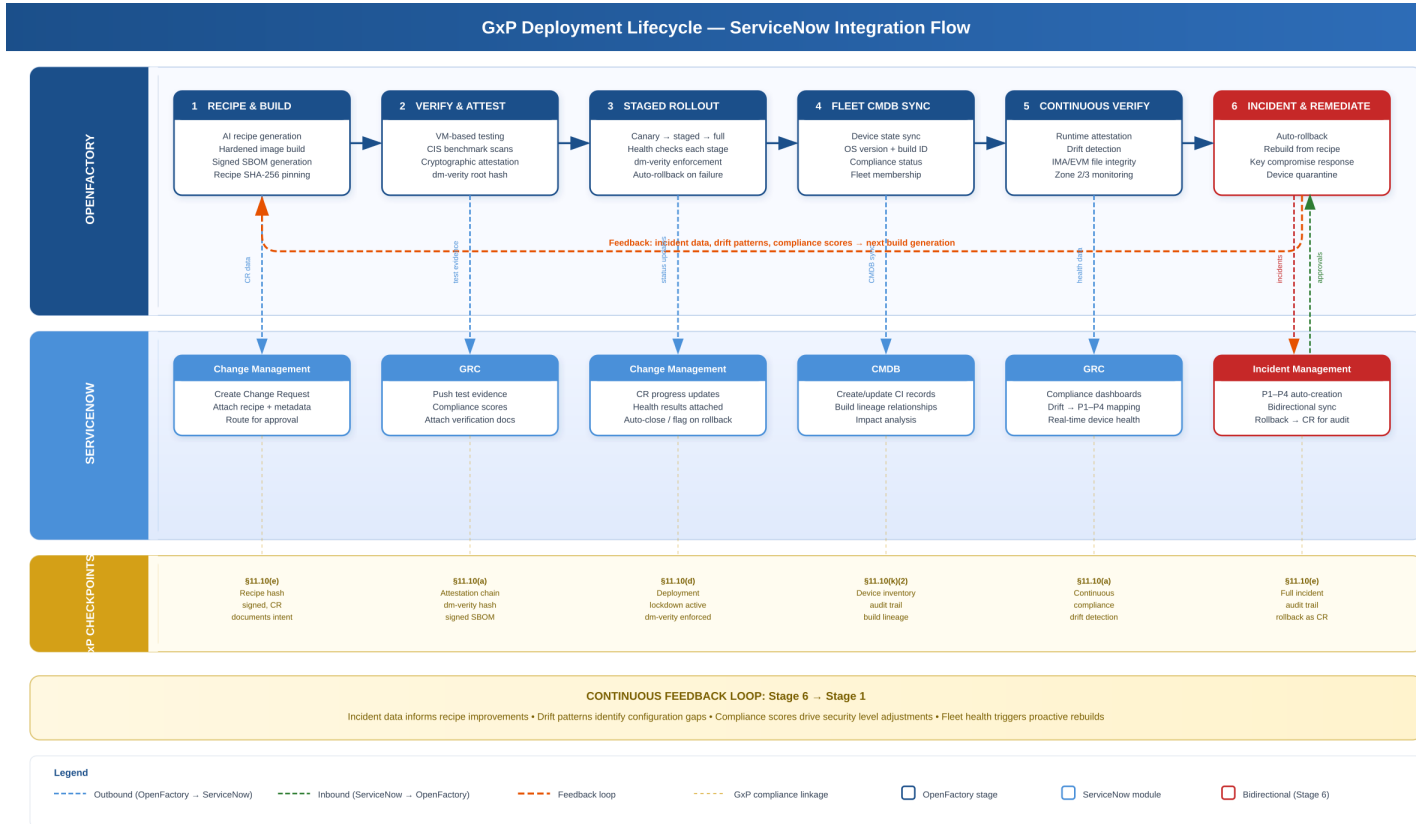 GxP Deployment Lifecycle — ServiceNow Integration Flow
OPENFACTORY
1 RECIPE & BUILD
AI recipe generation
Hardened image build
Signed SBOM generation
Recipe SHA-256 pinning
2 VERIFY & ATTEST
VM-based testing
CIS benchmark scans
Cryptographic attestation
dm-verity root hash
3 STAGED ROLLOUT
Canary → staged → full
Health checks each stage
dm-verity enforcement
Auto-rollback on failure
4 FLEET CMDB SYNC
Device state sync
OS version + build ID
Compliance status
Fleet membership
5 CONTINUOUS VERIFY
Runtime attestation
Drift detection
IMA/EVM file integrity
Zone 2/3 monitoring
6 INCIDENT & REMEDIATE
Auto-rollback
Rebuild from recipe
Key compromise response
Device quarantine
Feedback: incident data, drift patterns, compliance scores → next build generation
CR data
test evidence
status updates
CMDB sync
health data
incidents
approvals
SERVICENOW
Change Management
Create Change Request
Attach recipe + metadata
Route for approval
GRC
Push test evidence
Compliance scores
Attach verification docs
Change Management
CR progress updates
Health results attached
Auto-close / flag on rollback
CMDB
Create/update CI records
Build lineage relationships
Impact analysis
GRC
Compliance dashboards
Drift → P1–P4 mapping
Real-time device health
Incident Management
P1–P4 auto-creation
Bidirectional sync
Rollback → CR for audit
xP CHECKPOINTS
§11.10(e)
Recipe hash
signed, CR
documents intent
§11.10(a)
Attestation chain
dm-verity hash
signed SBOM
§11.10(d)
Deployment
lockdown active
dm-verity enforced
§11.10(k)(2)
Device inventory
audit trail
build lineage
§11.10(a)
Continuous
compliance
drift detection
§11.10(e)
Full incident
audit trail
rollback as CR
CONTINUOUS FEEDBACK LOOP: Stage 6 → Stage 1
Incident data informs recipe improvements • Drift patterns identify configuration gaps • Compliance scores drive security level adjustments • Fleet health triggers proactive rebuilds
Legend
Outbound (OpenFactory → ServiceNow)
Inbound (ServiceNow → OpenFactory)
Feedback loop
GxP compliance linkage
OpenFactory stage
ServiceNow module
Bidirectional (Stage 6)